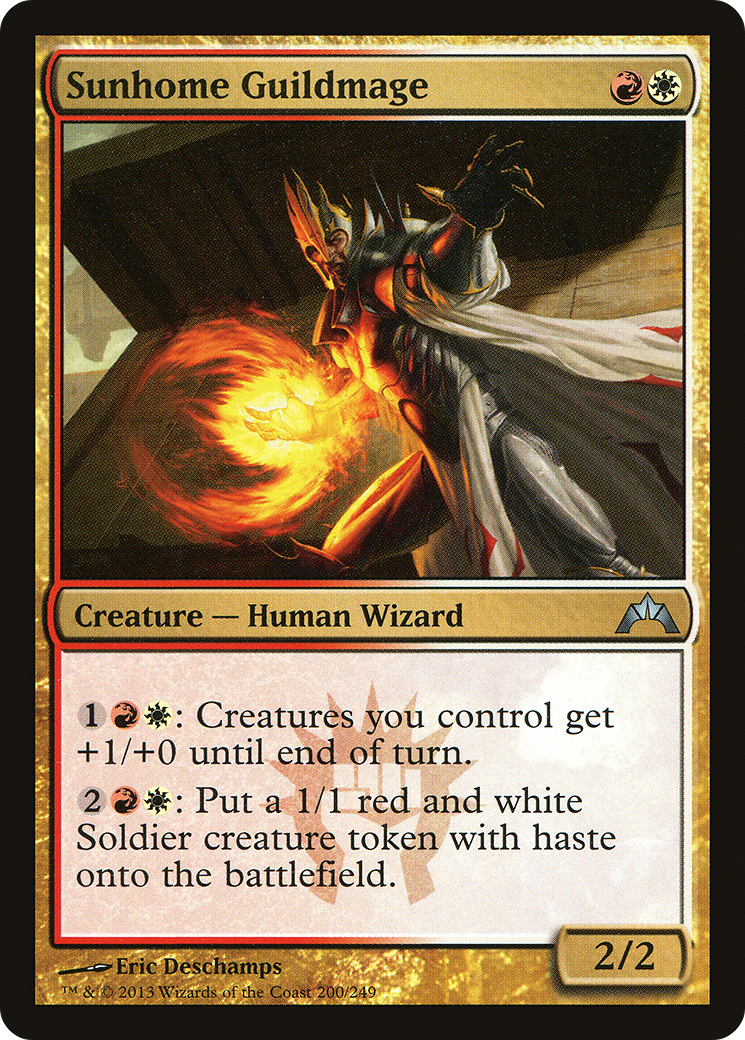 Sunhome Guildmage
Creature — Human Wizard
1: Creatures you control get
+1/+0 until end of turn.
2: Put a 1/1 red and white
Soldier creature token with haste
onto the battlefield.
2/2
Eric Deschamps
™ & © 2013 Wizards of the Coast 200/249